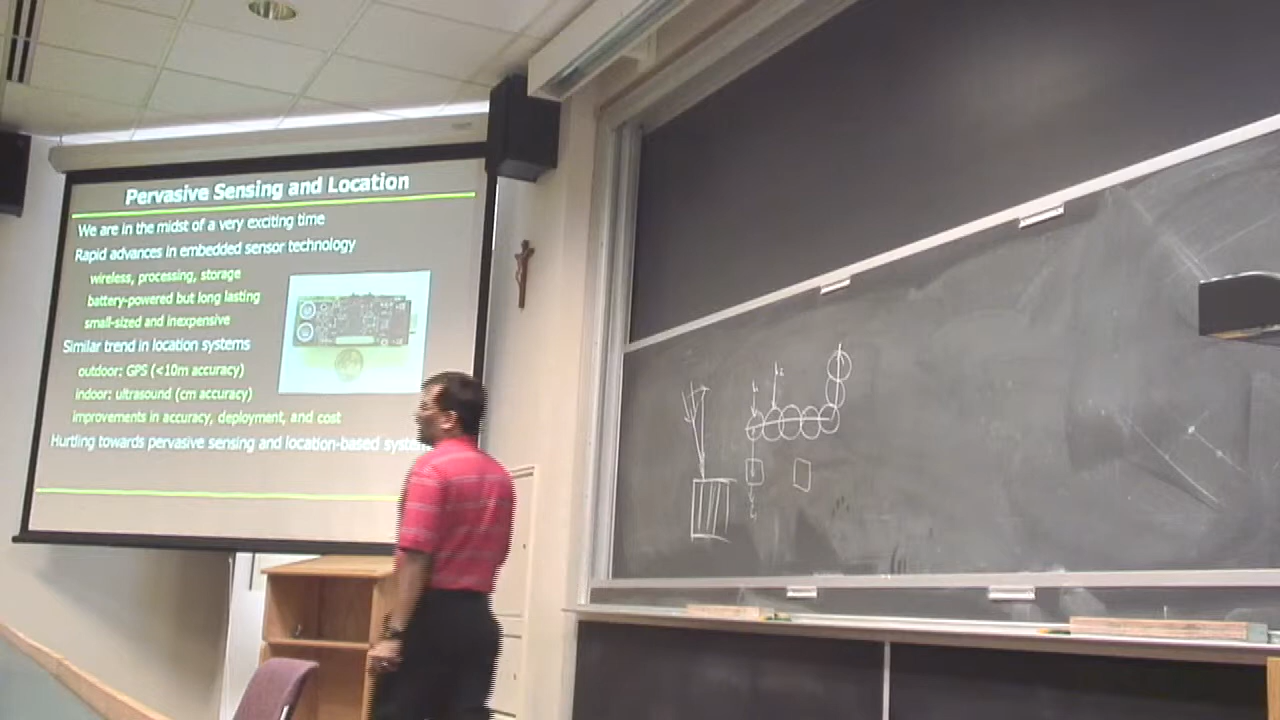 Pervasive Sensing and Location
We are in the midst of a very exciting time
Rapid advances in embedded sensor technology
wireless, processing, storage
battery-powered but long lasting
small-sized and inexpensive
Similar trend in location systems
outdoor: GPS (<10m accuracy)
indoor: ultrasound (cm accuracy)
improvements in accuracy, deployment, and cost
Hurtling towards pervasive sensing and location-based